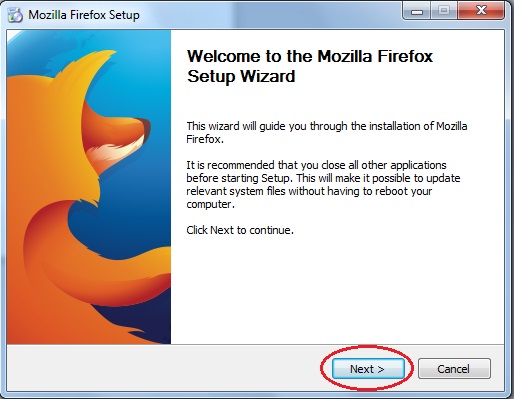 Mozilla Firefox Setup
Welcome to the Mozilla Firefox
Setup Wizard
This wizard will guide you through the installation of Mozilla
Firefox.
It is recommended that you close all other applications
before starting Setup. This will make it possible to update
relevant system files without having to reboot your
computer.
Click Next to continue.
Next >
Cancel